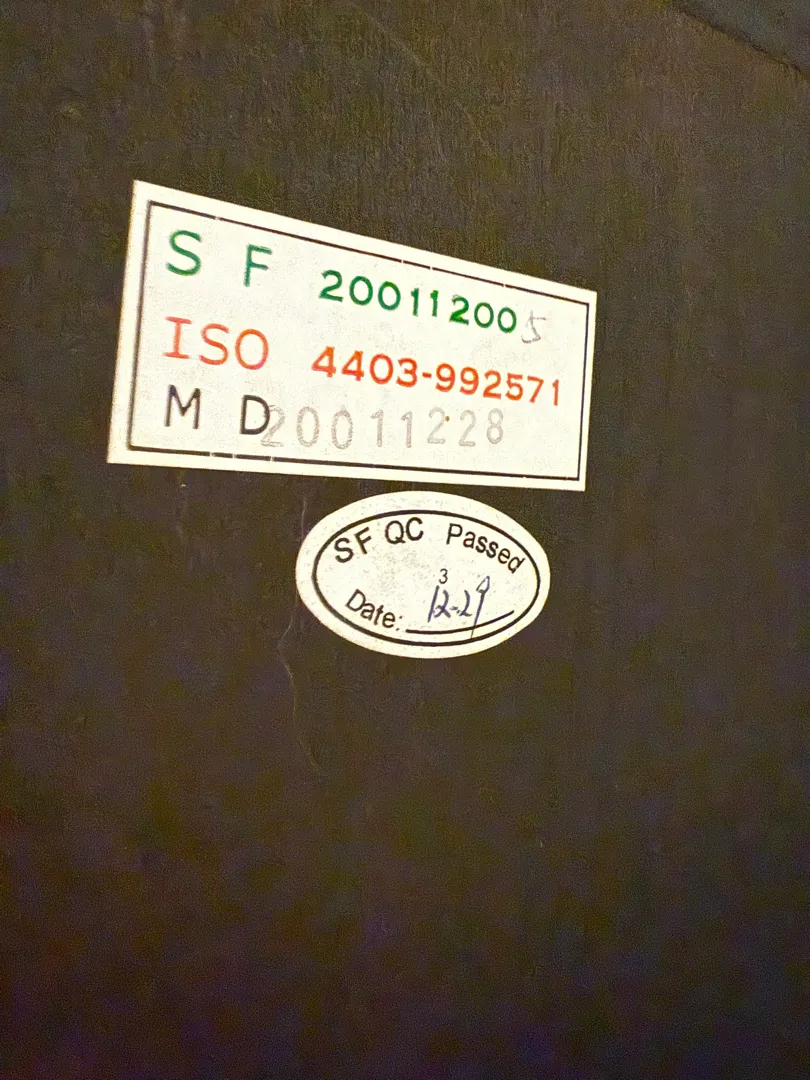 S F 200112005
ISO 4403-992571
M D 20011228
SF QC Passed
3
Date: 12-29